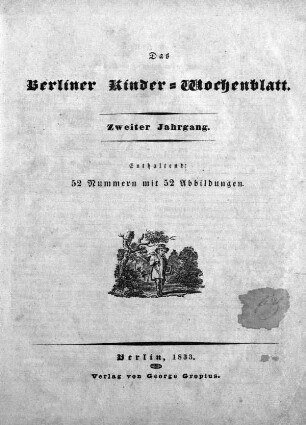 Das
Berliner Kinder=Wochenblatt.
Zweiter Jahrgang.
Enthaltend:
52 Nummern mit 52 Abbildungen.
Berlin, 1833.
Verlag von George Gropius.